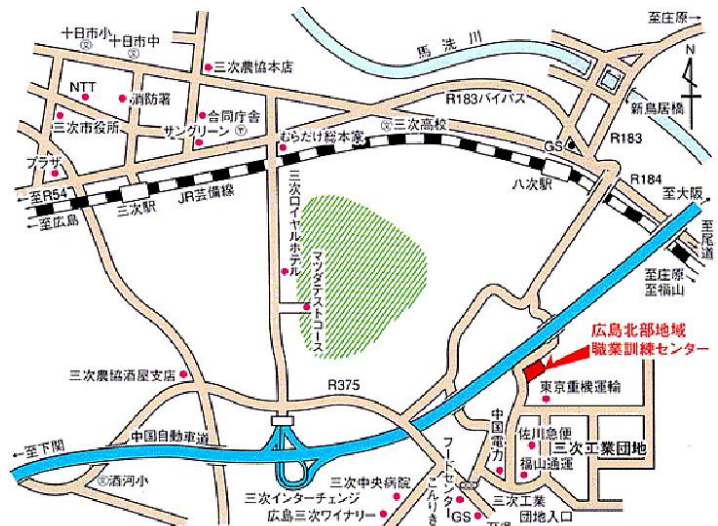 至庄原→
十日市小
㊛
十日市中
㊛
馬洗川
三次農協本店
N
NTT
消防署
R183バイパス
新鳥居橋
合同庁舎
三次市役所
サングリーン
〒
むらたけ総本家
三次高校
GS
R183
プラザ
R184
←至R54
JR芸備線
三次駅
八次駅
至大阪
←至広島
三次ロイヤルホテル
至尾道
マツダテストコース
至庄原
至福山
広島北部地域
職業訓練センター
三次農協酒屋支店
R375
東京重機運輸
中国自動車道
中国電力
佐川急便
三次工業団地
←至下関
フードセンターこんりき
福山通運
酒河小
三次中央病院
三次インターチェンジ
三次工業
団地入口
広島三次ワイナリー
GS